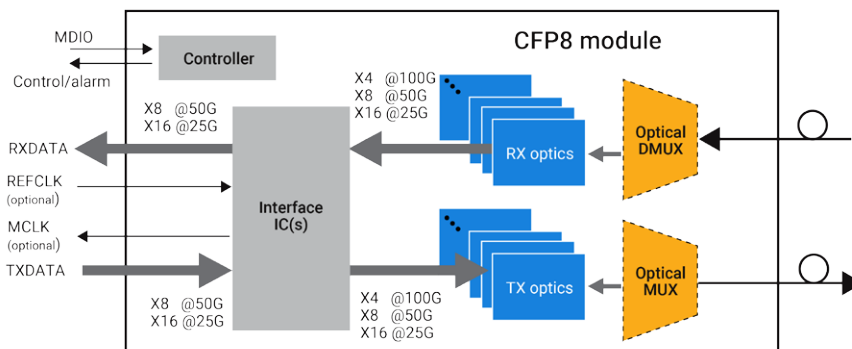 CFP8 module
MDIO
Control/alarm
Controller
X8 @50G
X16 @25G
X4 @100G
X8 @50G
X16 @25G
RXDATA
REFCLK
(optional)
MCLK
(optional)
TXDATA
Interface
IC(s)
RX optics
Optical
DMUX
TX optics
Optical
MUX
X8 @50G
X16 @25G
X4 @100G
X8 @50G
X16 @25G